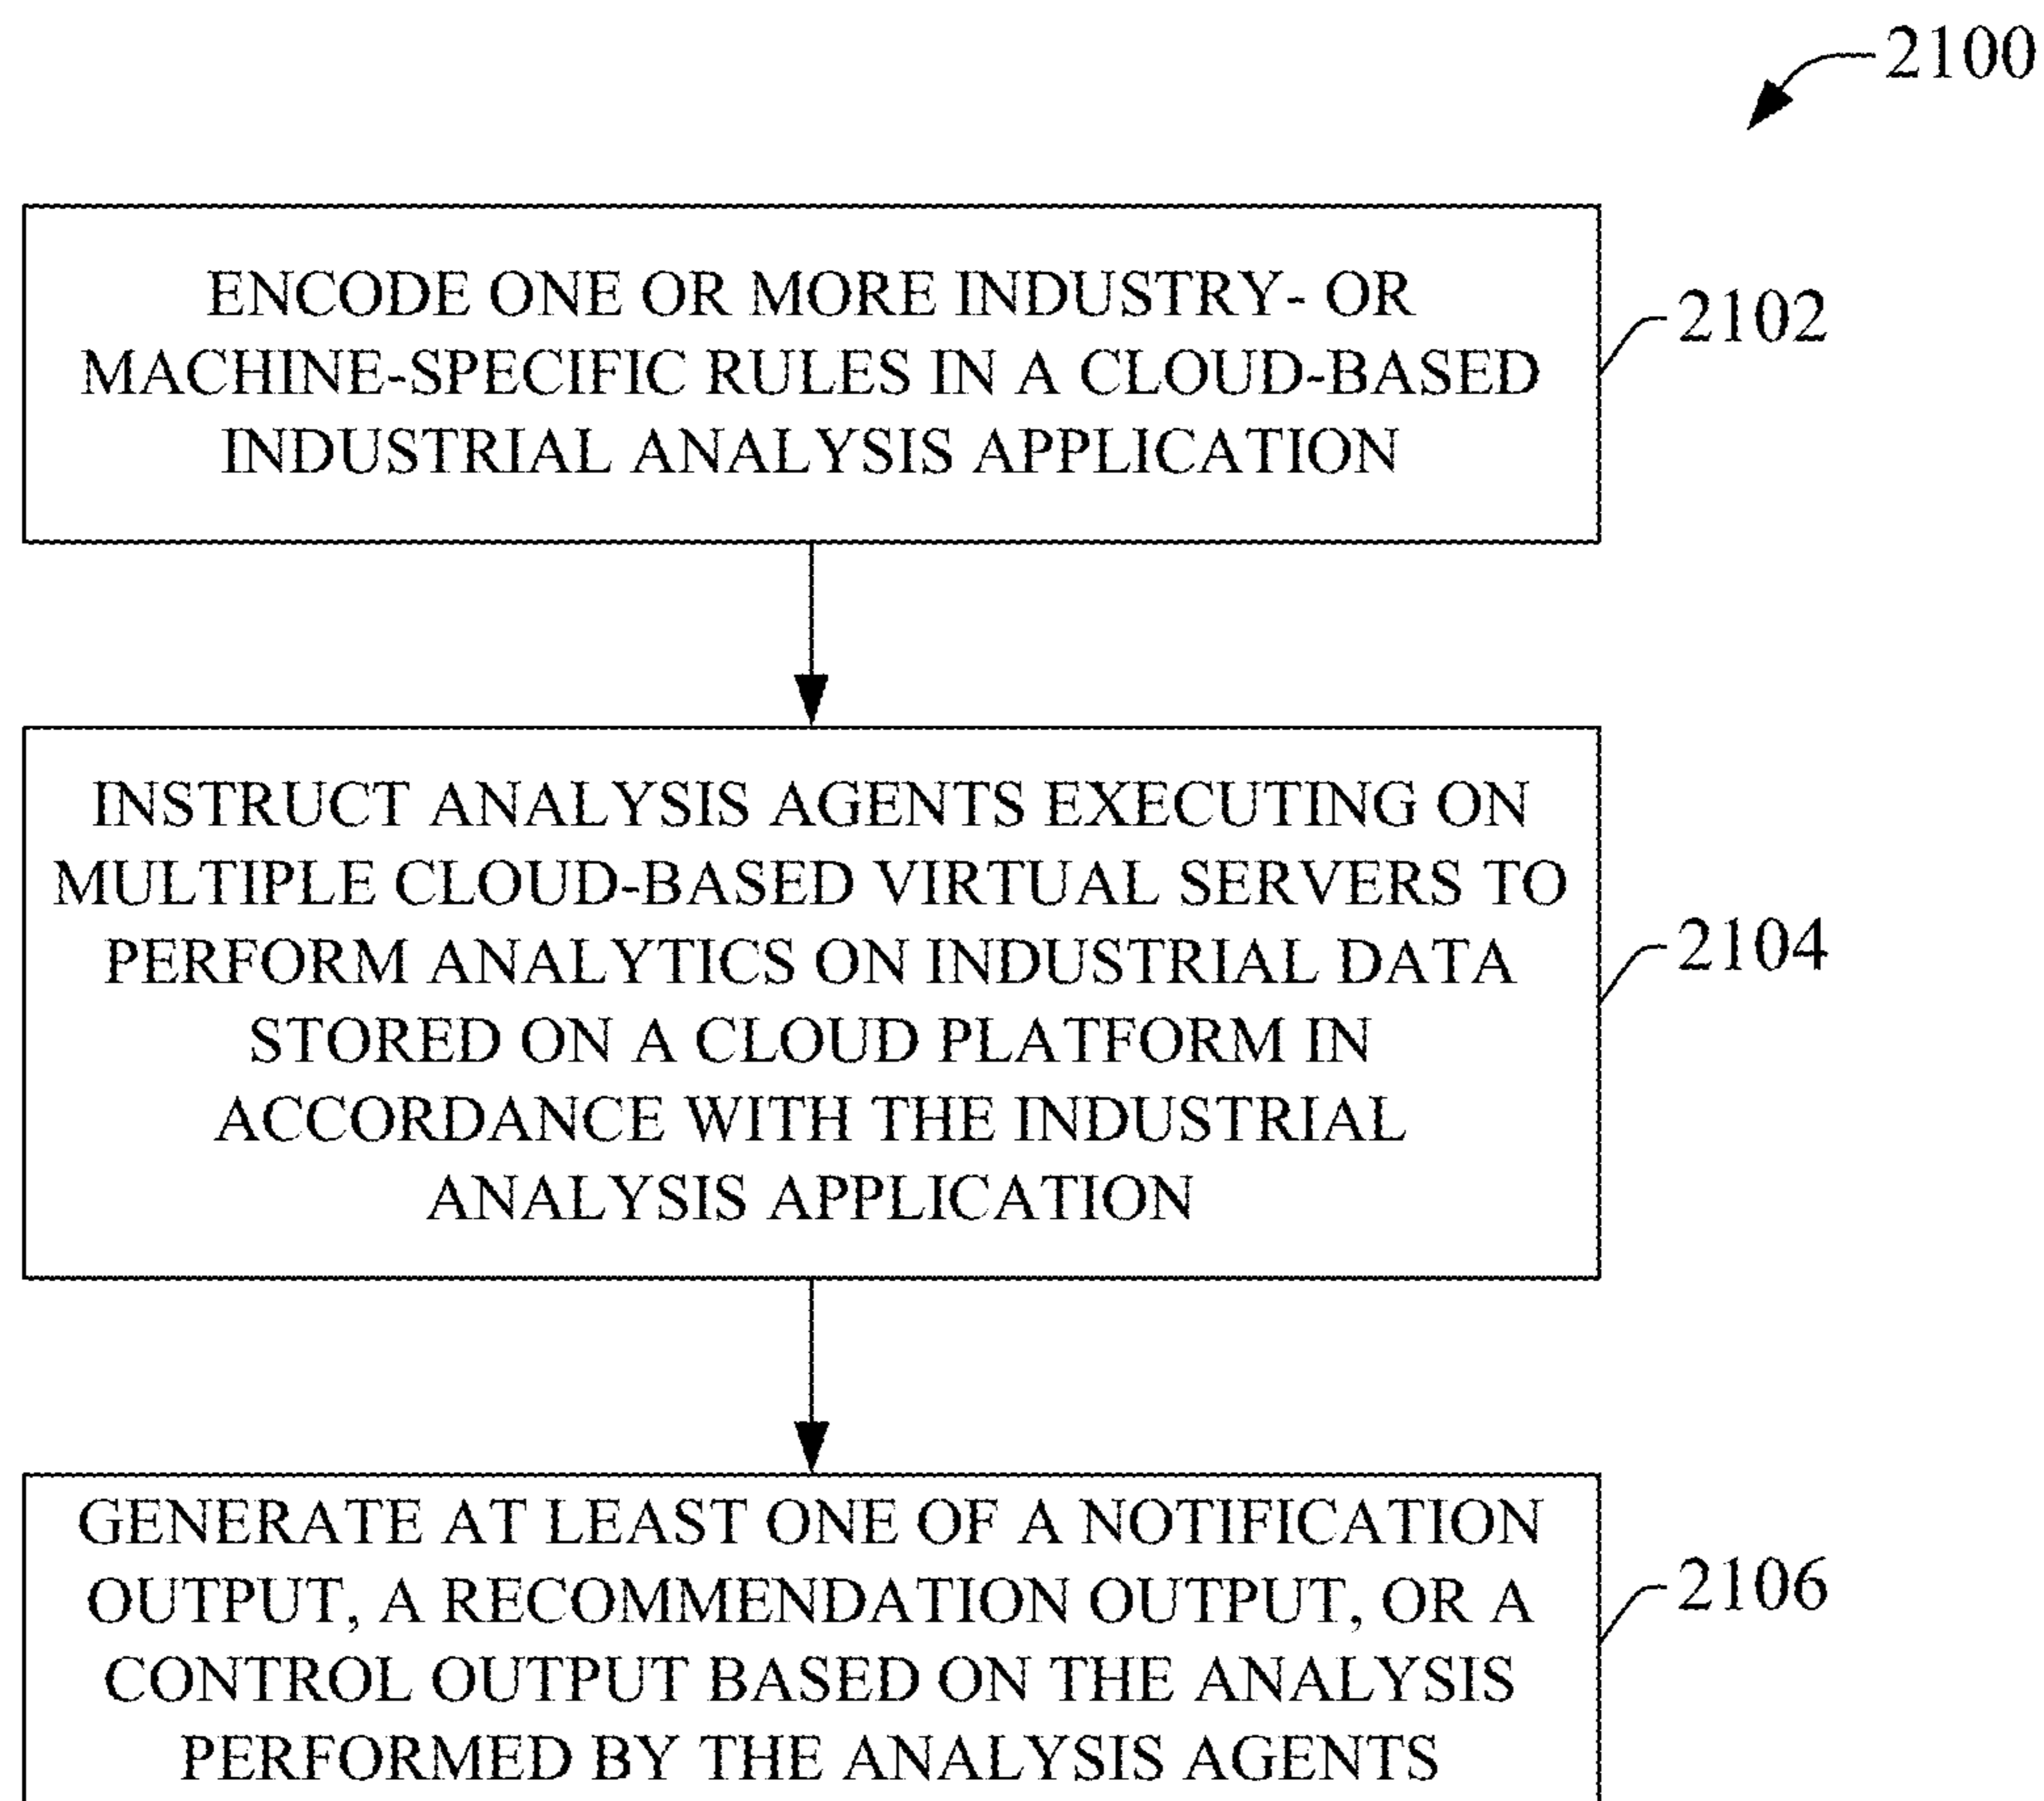 2100
ENCODE ONE OR MORE INDUSTRY- OR
MACHINE-SPECIFIC RULES IN A CLOUD-BASED
INDUSTRIAL ANALYSIS APPLICATION
2102
INSTRUCT ANALYSIS AGENTS EXECUTING ON
MULTIPLE CLOUD-BASED VIRTUAL SERVERS TO
PERFORM ANALYTICS ON INDUSTRIAL DATA
STORED ON A CLOUD PLATFORM IN
ACCORDANCE WITH THE INDUSTRIAL
ANALYSIS APPLICATION
2104
GENERATE AT LEAST ONE OF A NOTIFICATION
OUTPUT, A RECOMMENDATION OUTPUT, OR A
CONTROL OUTPUT BASED ON THE ANALYSIS
PERFORMED BY THE ANALYSIS AGENTS
2106